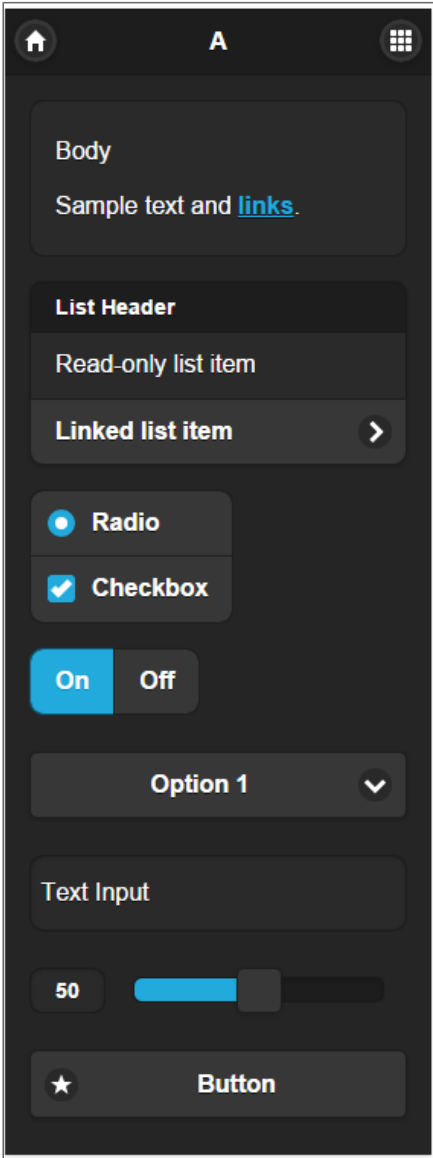 A
Body
Sample text and links.
List Header
Read-only list item
Linked list item
Radio
Checkbox
On Off
Option 1
Text Input
50
Button